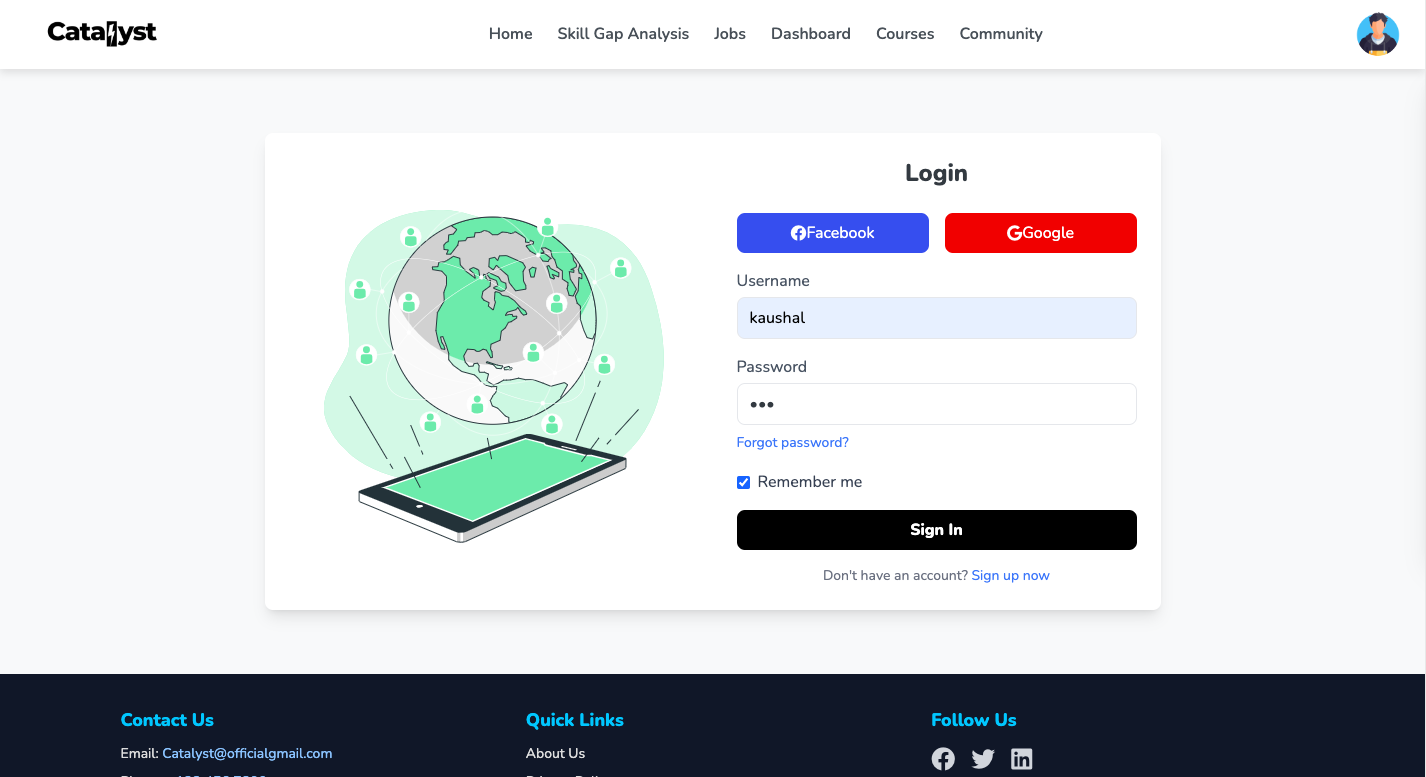 Catalyst
Home Skill Gap Analysis Jobs Dashboard Courses Community
Login
Facebook Google
Username
kaushal
Password
•••
Forgot password?
Remember me
Sign In
Don't have an account? Sign up now
Contact Us Quick Links Follow Us
Email: Catalyst@officialgmail.com About Us